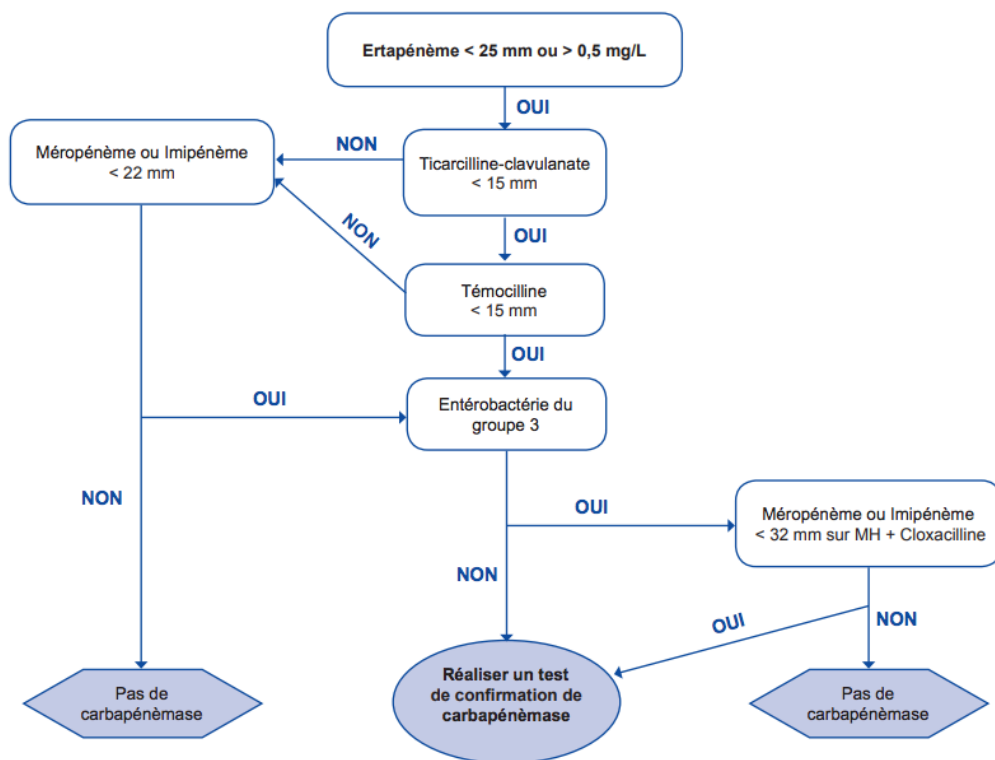 Ertapénème < 25 mm ou > 0,5 mg/L
OUI
Méropénème ou Imipénème
< 22 mm
NON
Ticarcilline-clavulanate
< 15 mm
NON
OUI
Témocilline
< 15 mm
OUI
OUI
Entérobactérie du
groupe 3
NON
OUI
Méropénème ou Imipénème
< 32 mm sur MH + Cloxacilline
NON
OUI
NON
Pas de
carbapénèmase
Réaliser un test
de confirmation de
carbapénèmase
Pas de
carbapénèmase